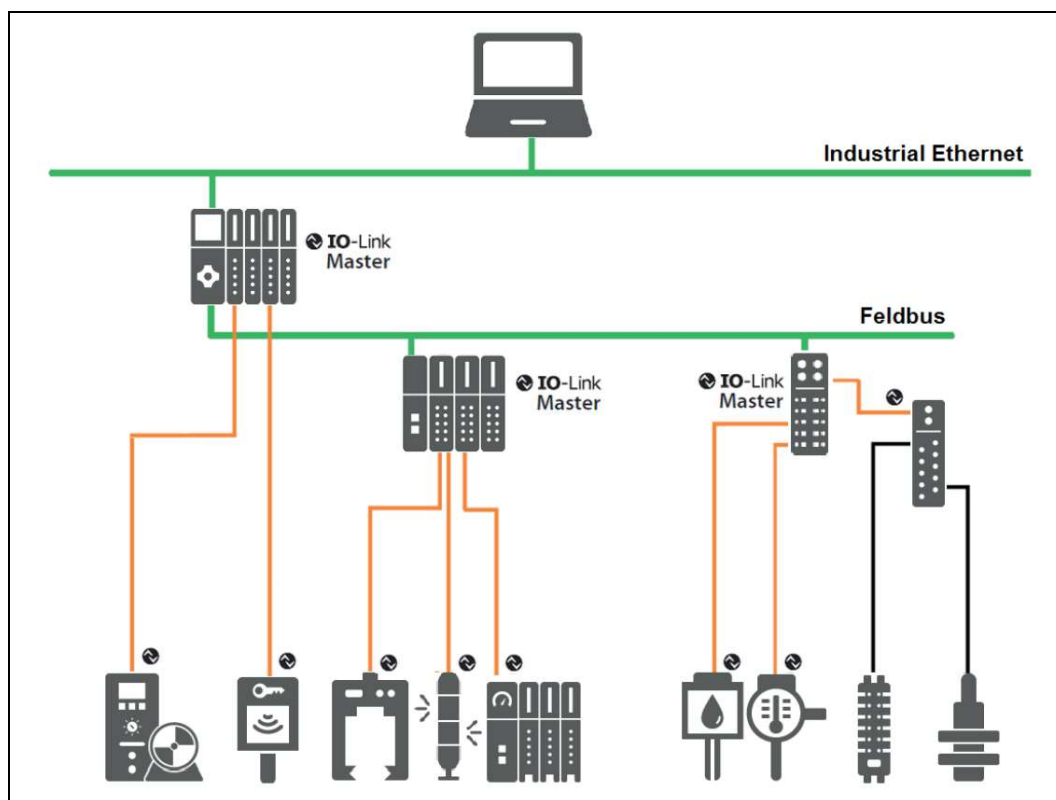 Industrial Ethernet
IO-Link
Master
Feldbus
IO-Link
Master
IO-Link
Master